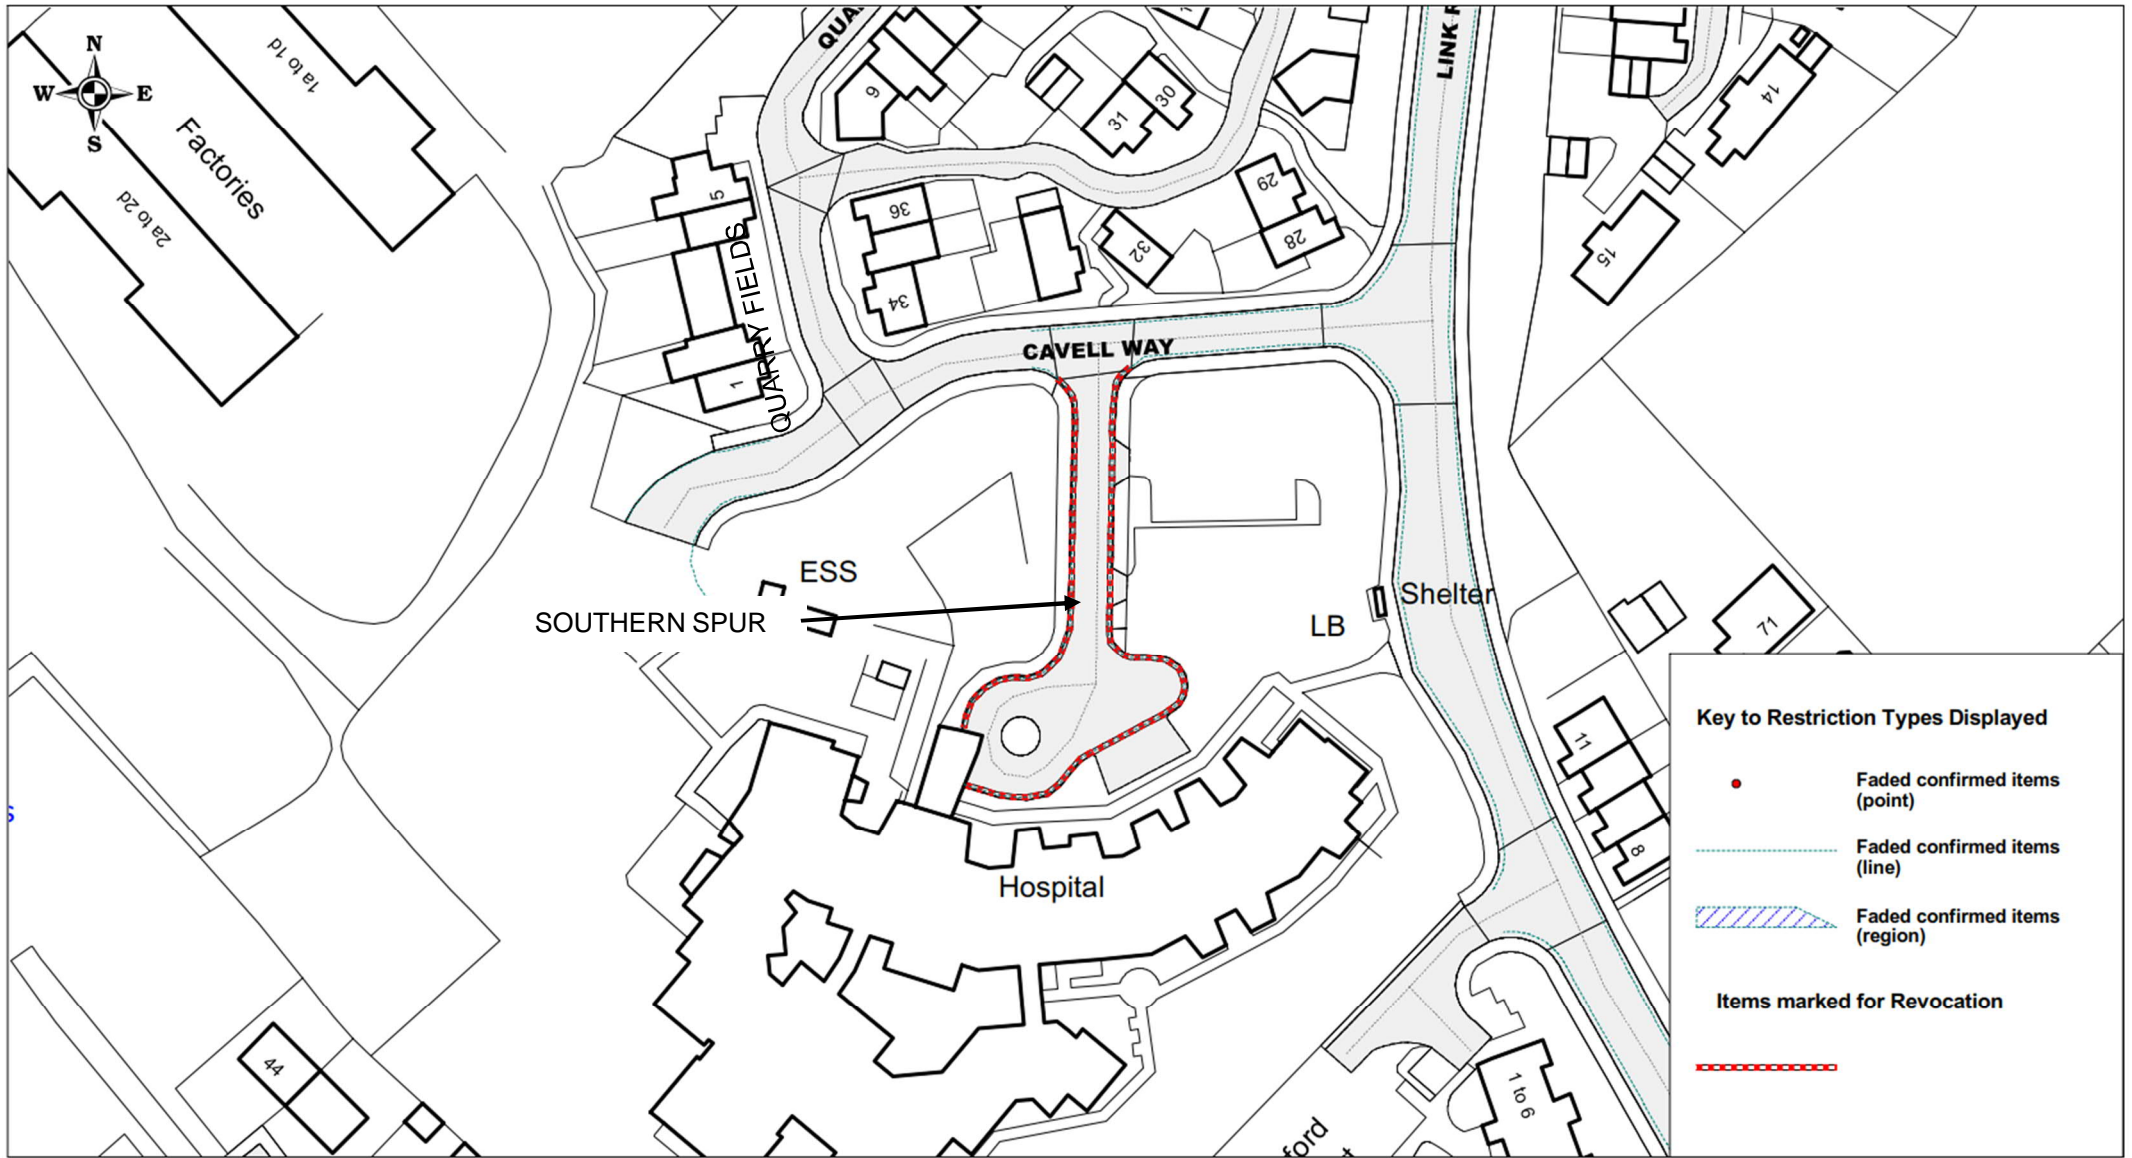 N
W E
S
Factories
1a to 1d
2a to 2d
QUA
LINK R
9
31
30
14
5
36
29
28
32
15
34
QUARRY FIELDS
CAVELL WAY
1
ESS
SOUTHERN SPUR
Shelter
LB
71
11
8
Hospital
44
1 to 6
ford
Key to Restriction Types Displayed
Faded confirmed items
(point)
Faded confirmed items
(line)
Faded confirmed items
(region)
Items marked for Revocation